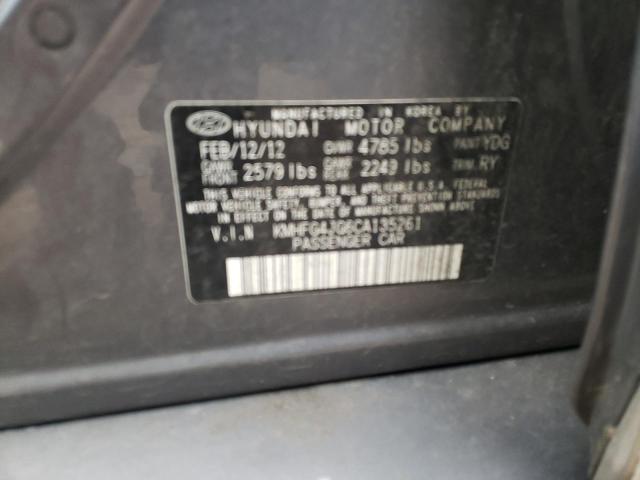 MANUFACTURED IN KOREA BY
HYUNDAI MOTOR COMPANY
FEB/12/12 GVWR 4785 lbs PAINT YDG
GAWR FRONT 2579 lbs GAWR REAR 2249 lbs TRIM RY
THIS VEHICLE CONFORMS TO ALL APPLICABLE U.S.A. FEDERAL
MOTOR VEHICLE SAFETY, BUMPER, AND THEFT PREVENTION STANDARDS
IN EFFECT ON THE DATE OF MANUFACTURE SHOWN ABOVE.
V.I.N KMHFG4JG6CA135261
PASSENGER CAR